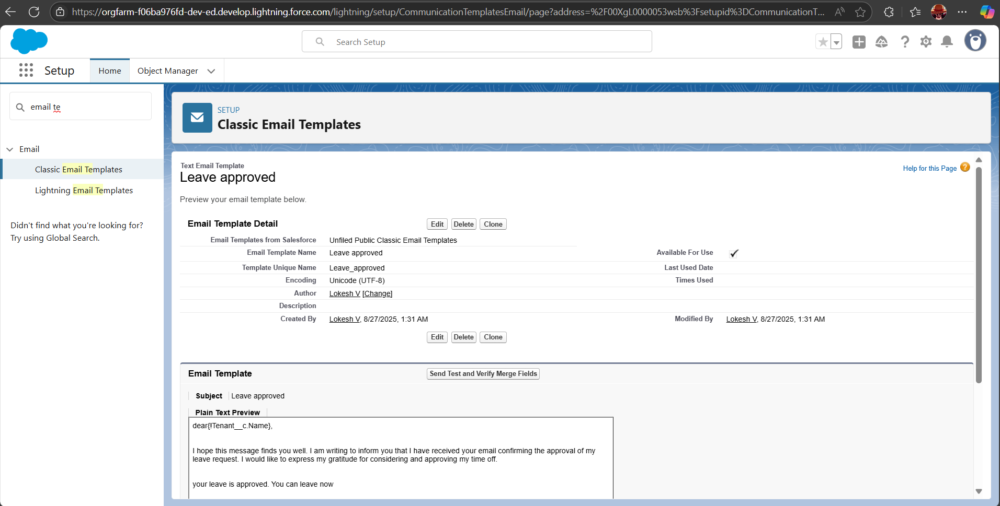 https://orgfarm-f06ba976fd-dev-ed.develop.lightning.force.com/lightning/setup/CommunicationTemplatesEmail/page?address=%2F00XgL0000053wsb%3Fsetupid%3DCommunicationT...
Search Setup
Setup
Home
Object Manager
email te
SETUP
Classic Email Templates
Email
Classic Email Templates
Lightning Email Templates
Didn't find what you're looking for?
Try using Global Search.
Text Email Template
Leave approved
Help for this Page
Preview your email template below.
Email Template Detail
Edit Delete Clone
Email Templates from Salesforce Unfiled Public Classic Email Templates
Email Template Name Leave approved Available For Use
Template Unique Name Leave_approved Last Used Date
Encoding Unicode (UTF-8) Times Used
Author Lokesh V [Change]
Description
Created By Lokesh V, 8/27/2025, 1:31 AM Modified By Lokesh V, 8/27/2025, 1:31 AM
Edit Delete Clone
Email Template Send Test and Verify Merge Fields
Subject Leave approved
Plain Text Preview
dear{!Tenant__c.Name},
I hope this message finds you well. I am writing to inform you that I have received your email confirming the approval of my
leave request. I would like to express my gratitude for considering and approving my time off.
your leave is approved. You can leave now